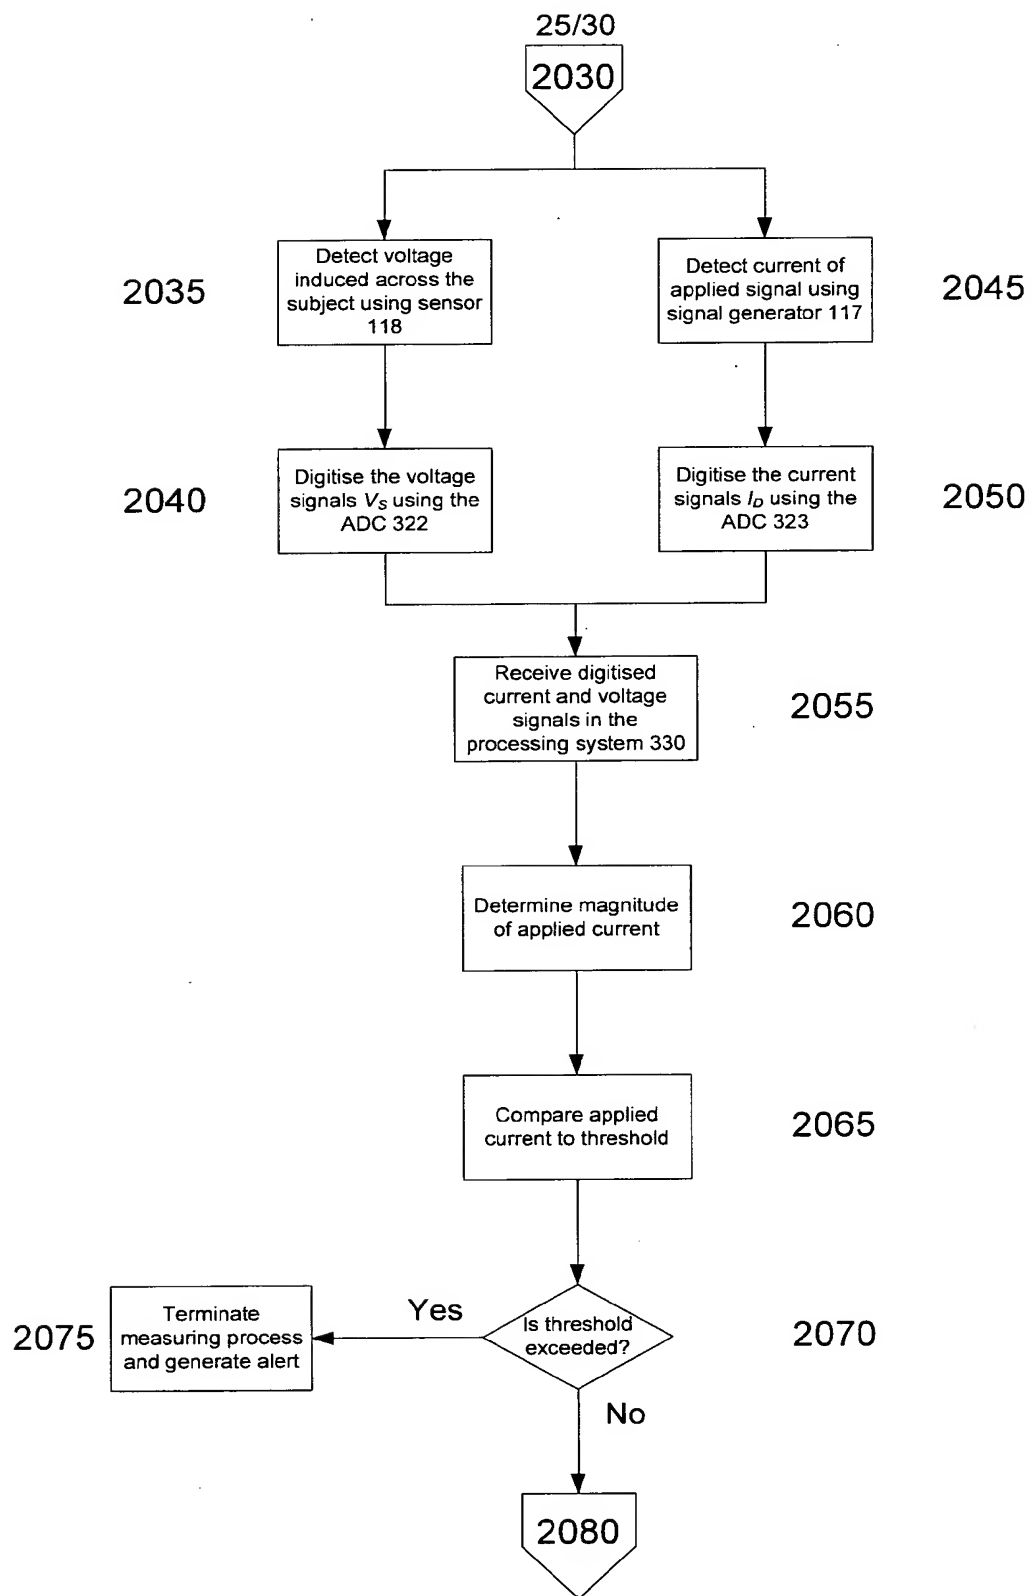 25/30
2030
2035
Detect voltage
induced across the
subject using sensor
118
Detect current of
applied signal using
signal generator 117
2045
2040
Digitise the voltage
signals VS using the
ADC 322
Digitise the current
signals ID using the
ADC 323
2050
Receive digitised
current and voltage
signals in the
processing system 330
2055
Determine magnitude
of applied current
2060
Compare applied
current to threshold
2065
2075
Terminate
measuring process
and generate alert
Yes
Is threshold
exceeded?
2070
No
2080